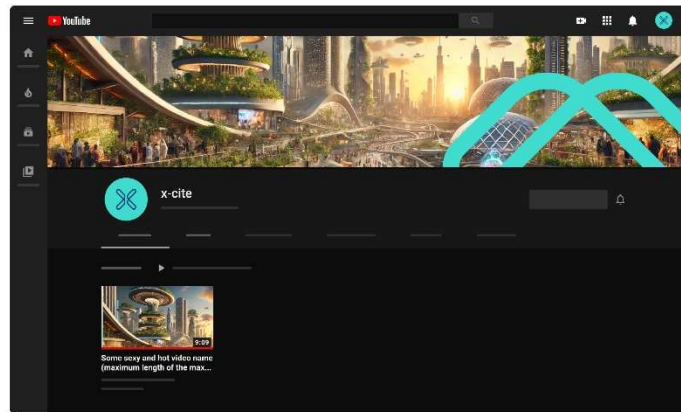 YouTube
x-cite
9:09
Some sexy and hot video name
(maximum length of the max...